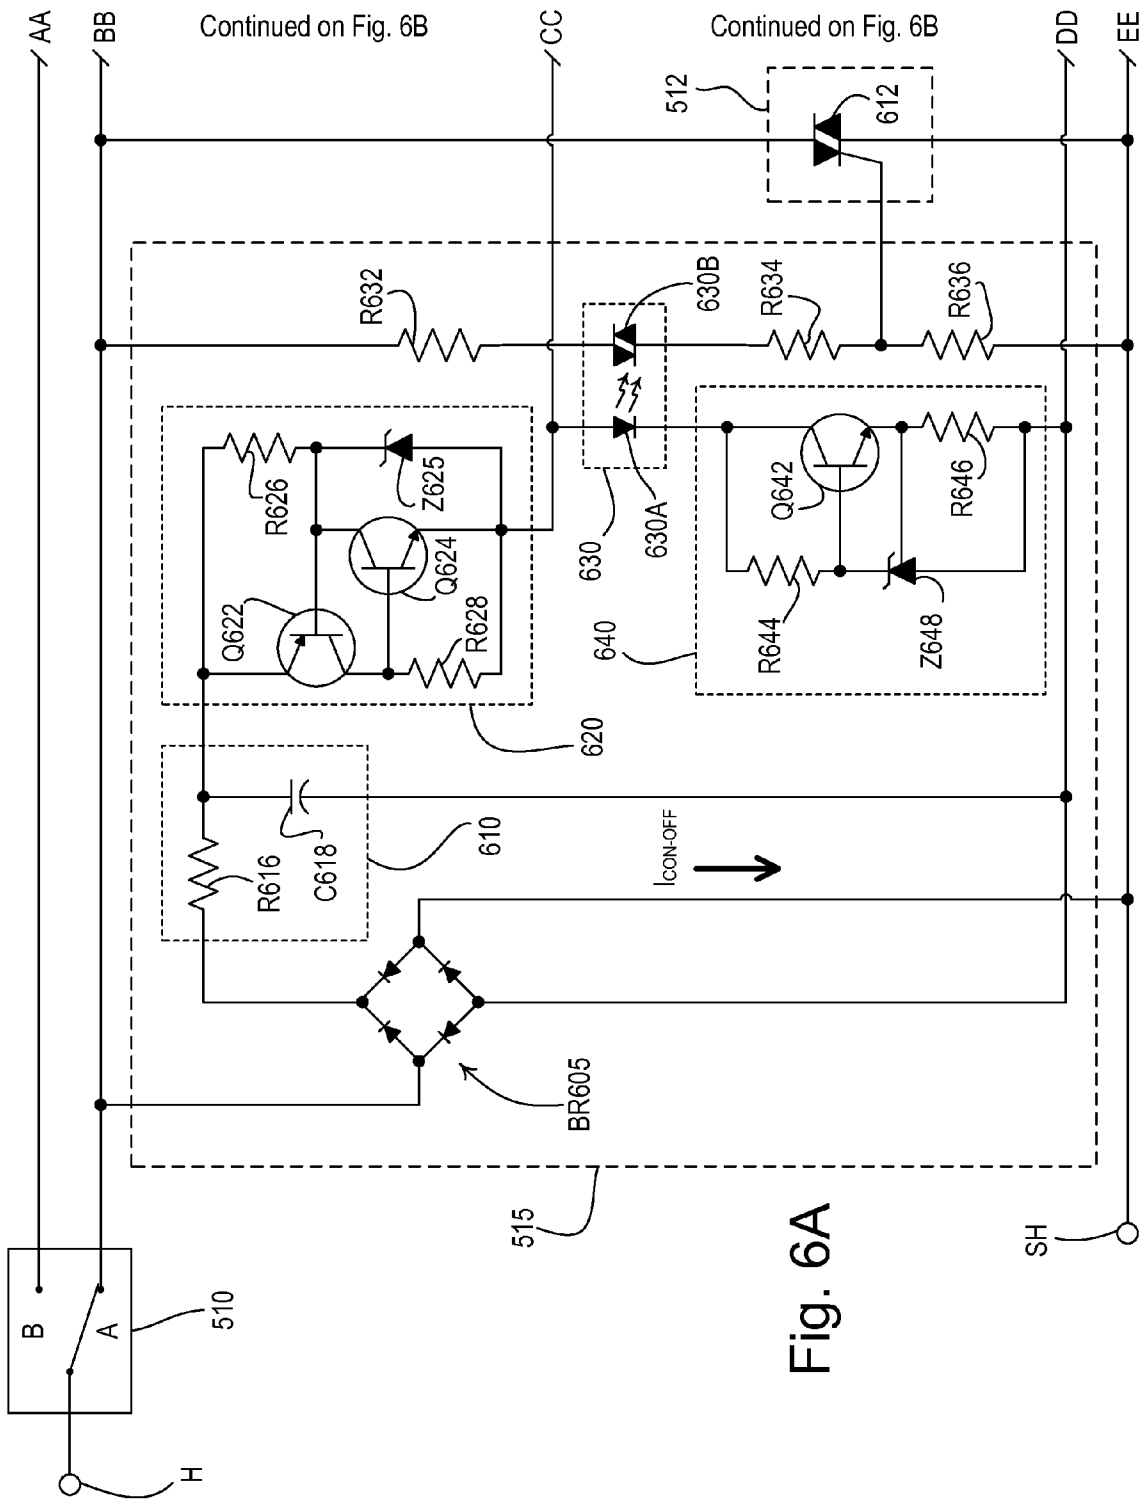 AA
BB
Continued on Fig. 6B
CC
Continued on Fig. 6B
DD
EE
512
612
R632
630B
R634
R636
R626
Z625
Q622
Q624
R628
620
630
630A
Q642
R646
R644
Z648
640
R616
C618
610
ICON-OFF
BR605
515
B
A
510
H
SH
Fig. 6A